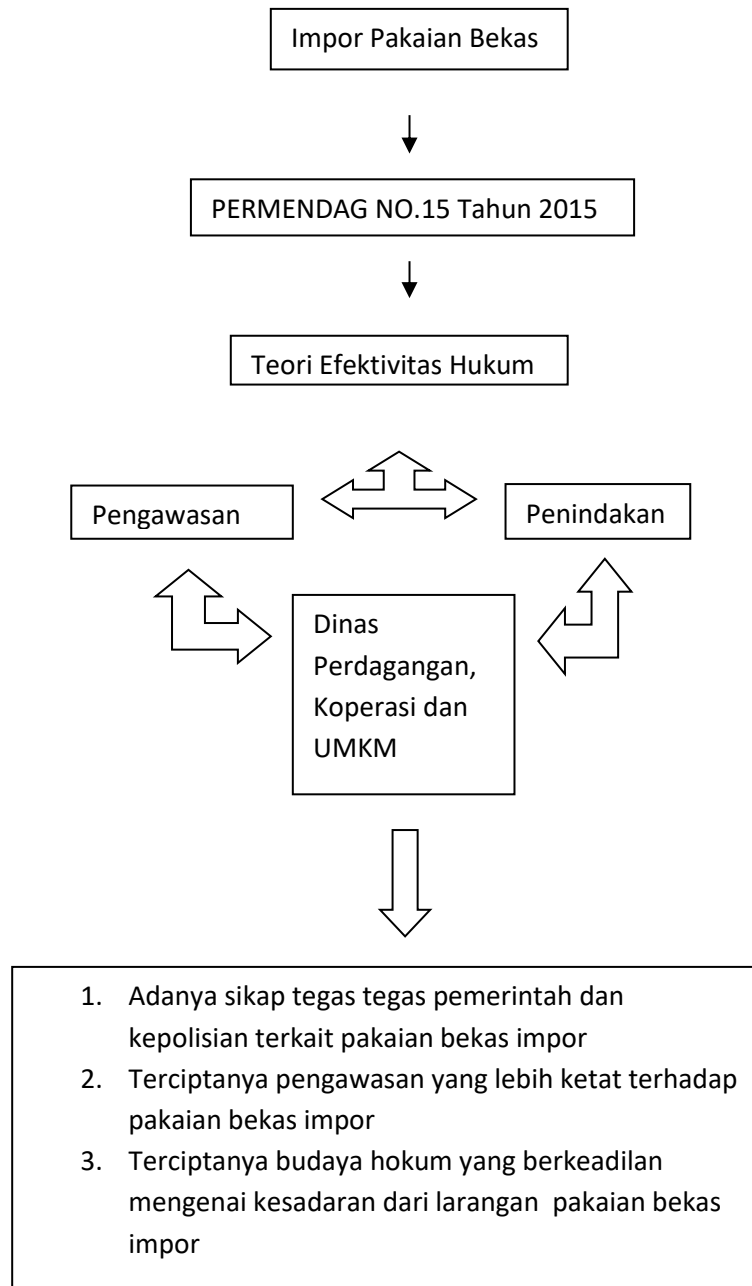 Impor Pakaian Bekas
PERMENDAG NO.15 Tahun 2015
Teori Efektivitas Hukum
Pengawasan
Penindakan
Dinas
Perdagangan,
Koperasi dan
UMKM
1. Adanya sikap tegas tegas pemerintah dan
kepolisian terkait pakaian bekas impor
2. Terciptanya pengawasan yang lebih ketat terhadap
pakaian bekas impor
3. Terciptanya budaya hokum yang berkeadilan
mengenai kesadaran dari larangan pakaian bekas
impor